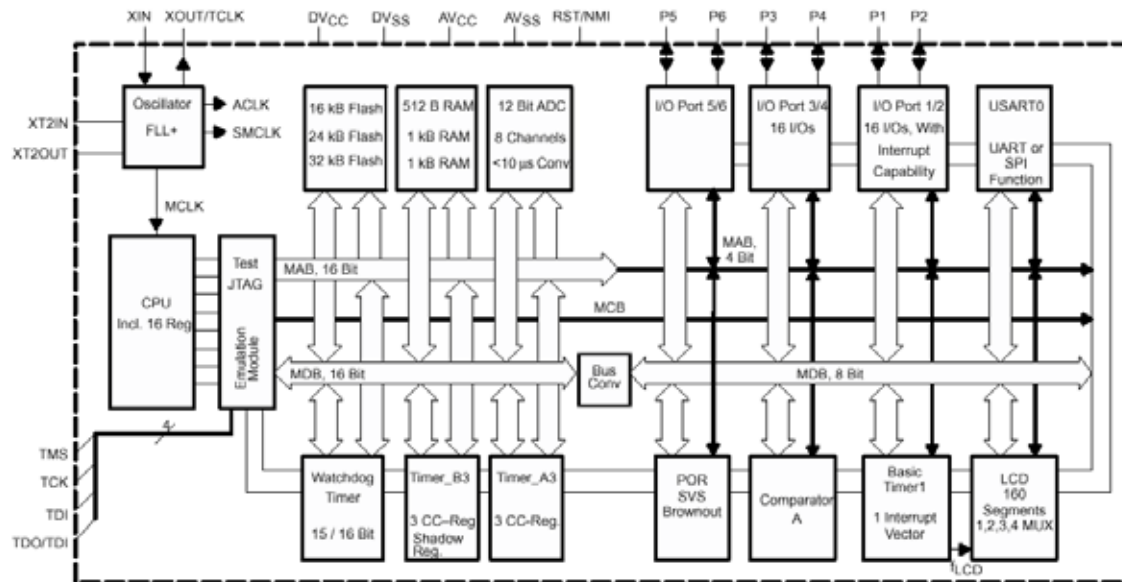 XIN
XOUT/TCLK
DVCC
DVSS
AVCC
AVSS
RST/NMI
P5
P6
P3
P4
P1
P2
XT2IN
XT2OUT
Oscillator
FLL+
ACLK
SMCLK
16 kB Flash
24 kB Flash
32 kB Flash
512 B RAM
1 kB RAM
1 kB RAM
12 Bit ADC
8 Channels
<10 μs Conv
I/O Port 5/6
I/O Port 3/4
16 I/Os
I/O Port 1/2
16 I/Os, With
Interrupt
Capability
USART0
UART or
SPI
Function
MCLK
CPU
Incl. 16 Reg
Test
JTAG
Emulation
Module
MAB, 16 Bit
MAB,
4 Bit
MCB
MDB, 16 Bit
Bus
Conv
MDB, 8 Bit
4
TMS
TCK
TDI
TDO/TDI
Watchdog
Timer
15 / 16 Bit
Timer_B3
3 CC–Reg
Shadow
Reg.
Timer_A3
3 CC-Reg.
POR
SVS
Brownout
Comparator
A
Basic
Timer1
1 Interrupt
Vector
LCD
160
Segments
1,2,3,4 MUX
fLCD